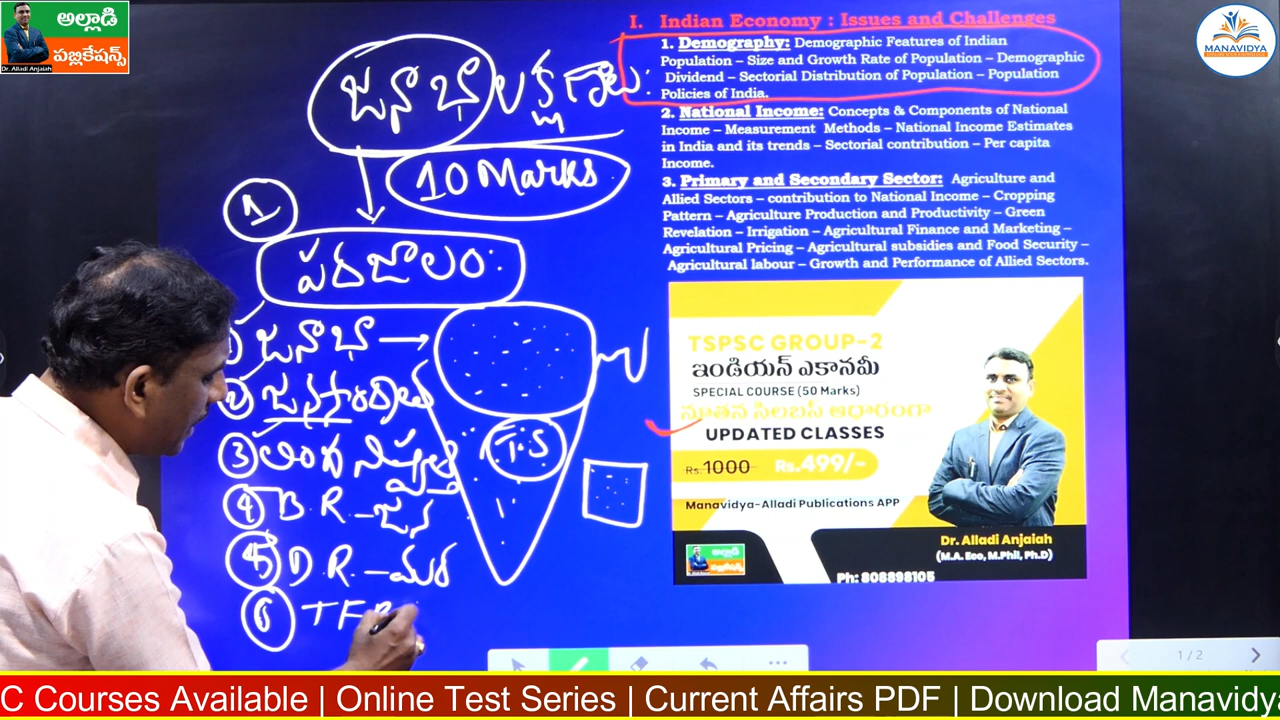 అల్లాడి
పబ్లికేషన్స్
Dr. Alladi Anjaiah
MANAVIDYA
I. Indian Economy : Issues and Challenges
1. Demography: Demographic Features of Indian
Population – Size and Growth Rate of Population – Demographic
Dividend – Sectorial Distribution of Population – Population
Policies of India.
2. National Income: Concepts & Components of National
Income – Measurement Methods – National Income Estimates
in India and its trends – Sectorial contribution – Per capita
Income.
3. Primary and Secondary Sector: Agriculture and
Allied Sectors – contribution to National Income – Cropping
Pattern – Agriculture Production and Productivity – Green
Revelation – Irrigation – Agricultural Finance and Marketing –
Agricultural Pricing – Agricultural subsidies and Food Security –
Agricultural labour – Growth and Performance of Allied Sectors.
జనాభా లక్షణాలు:
10 Marks
1
1) జనాభా
2)
3 లింగ నిష్పత్తి
4 B.R. – జన
5 D.R. – మర
6 TFR
T.S
TSPSC GROUP-2
ఇండియన్ ఎకానమీ
SPECIAL COURSE (50 Marks)
నూతన సిలబస్ ఆధారంగా
UPDATED CLASSES
Rs.1000 Rs.499/-
Manavidya-Alladi Publications APP
Dr. Alladi Anjaiah
(M.A. Eco, M.Phil, Ph.D)
Ph: 808898105
1 / 2
C Courses Available | Online Test Series | Current Affairs PDF | Download Manavidya